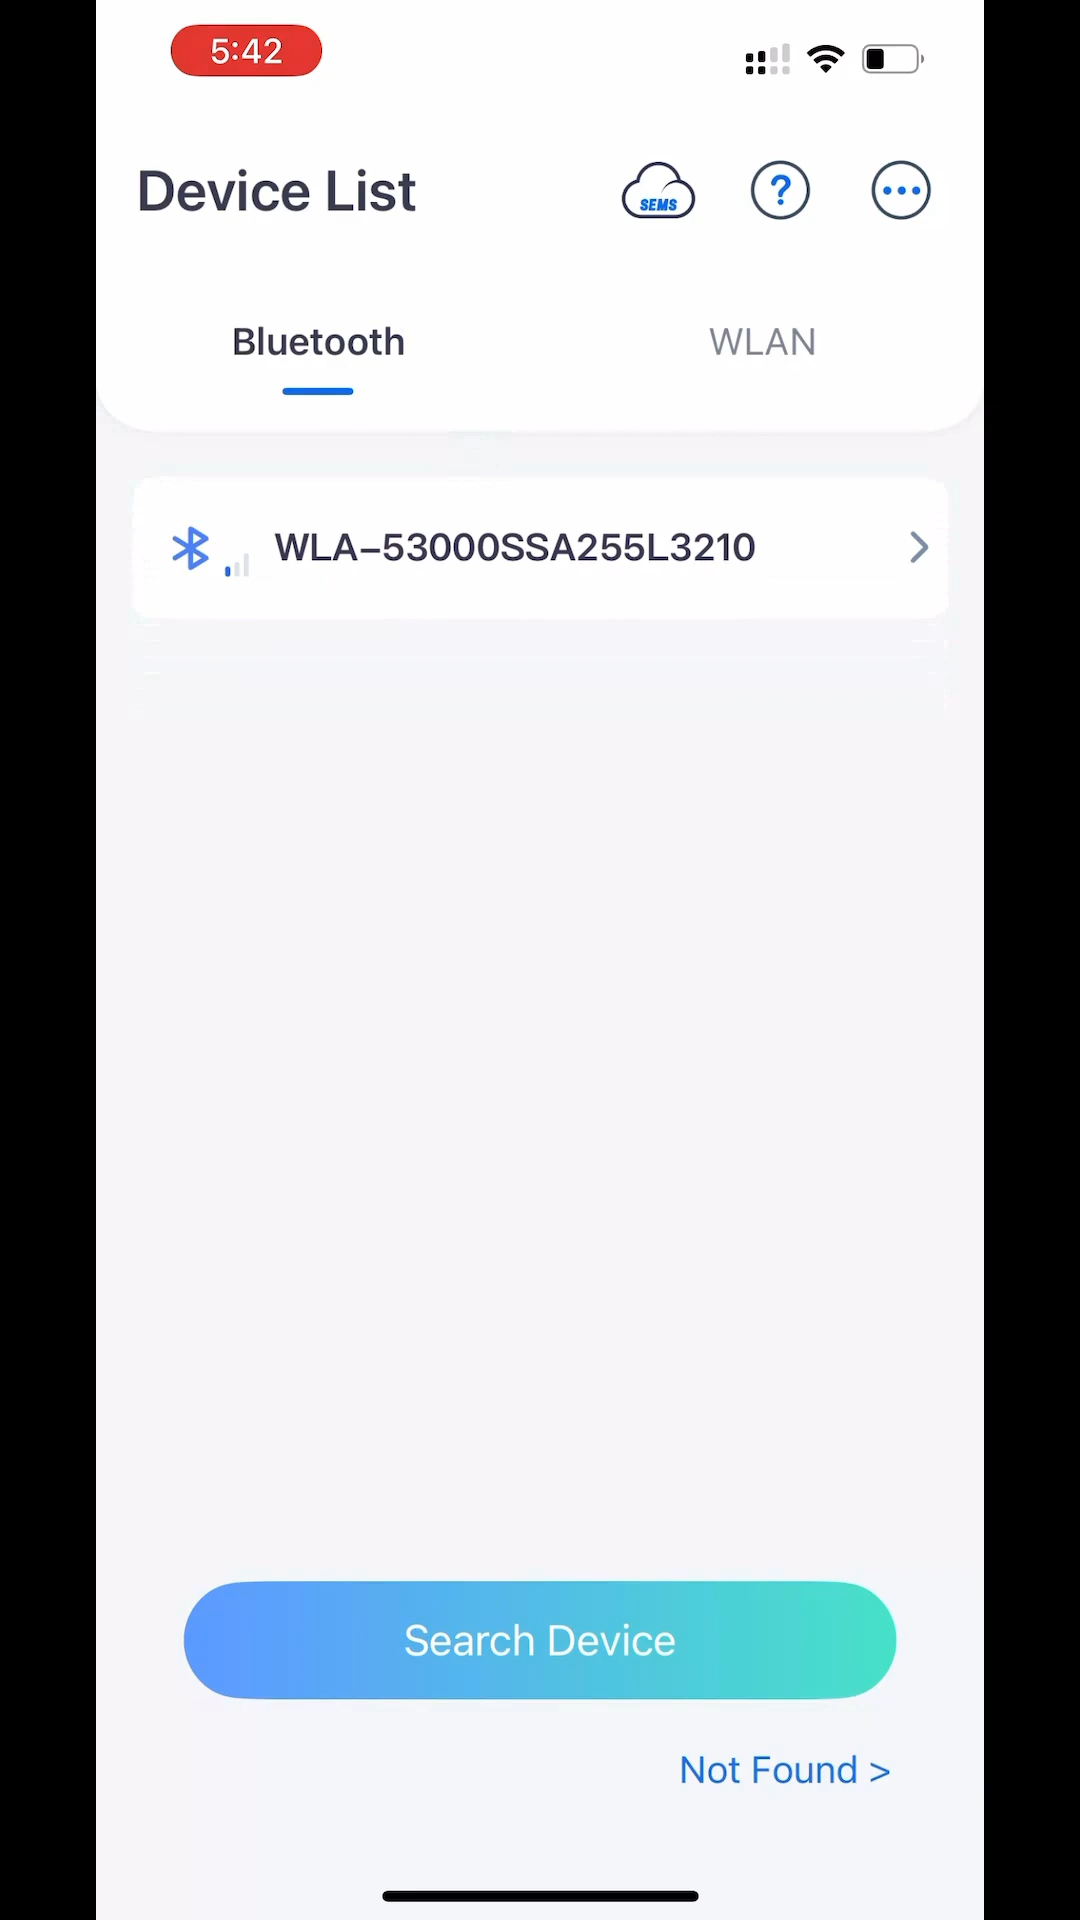 5:42
Device List
SEMS
?
Bluetooth
WLAN
WLA-53000SSA255L3210
Search Device
Not Found >